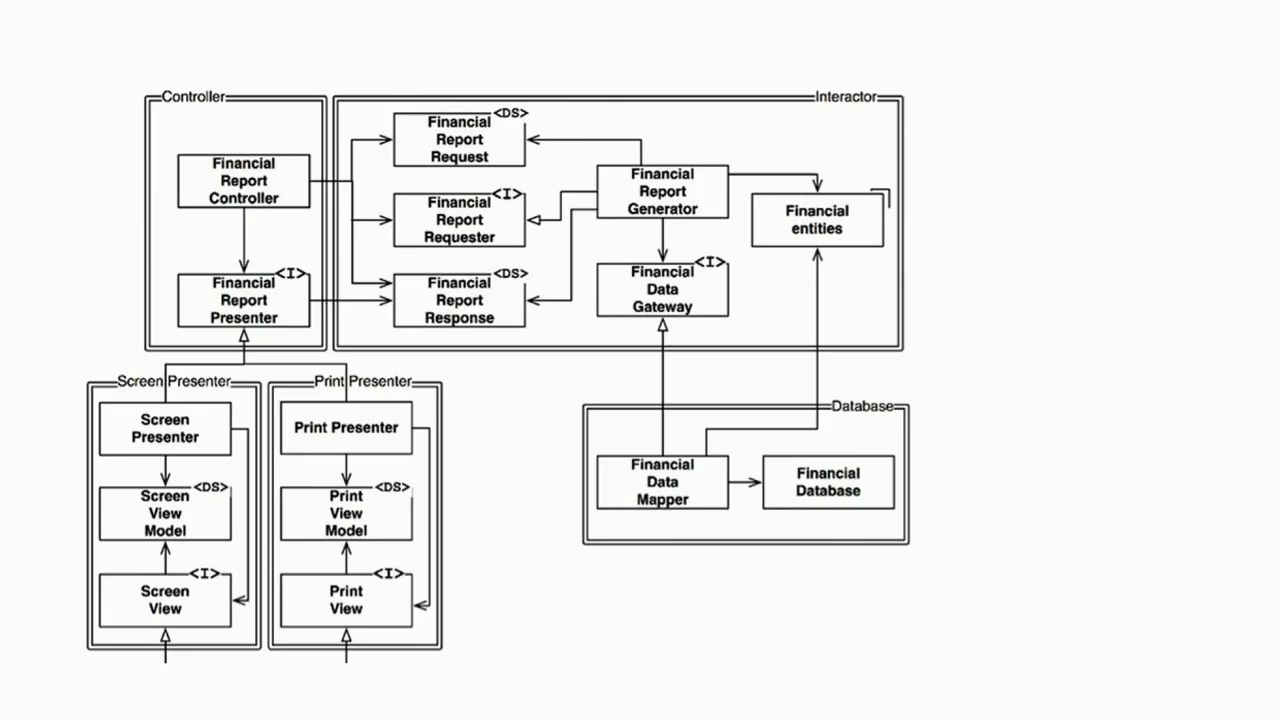 Controller
Interactor
Financial
Report
Controller
<I>
Financial
Report
Presenter
<DS>
Financial
Report
Request
<I>
Financial
Report
Requester
<DS>
Financial
Report
Response
Financial
Report
Generator
<I>
Financial
Data
Gateway
Financial
entities
Screen Presenter
Screen
Presenter
<DS>
Screen
View
Model
<I>
Screen
View
Print Presenter
Print Presenter
<DS>
Print
View
Model
<I>
Print
View
Database
Financial
Data
Mapper
Financial
Database